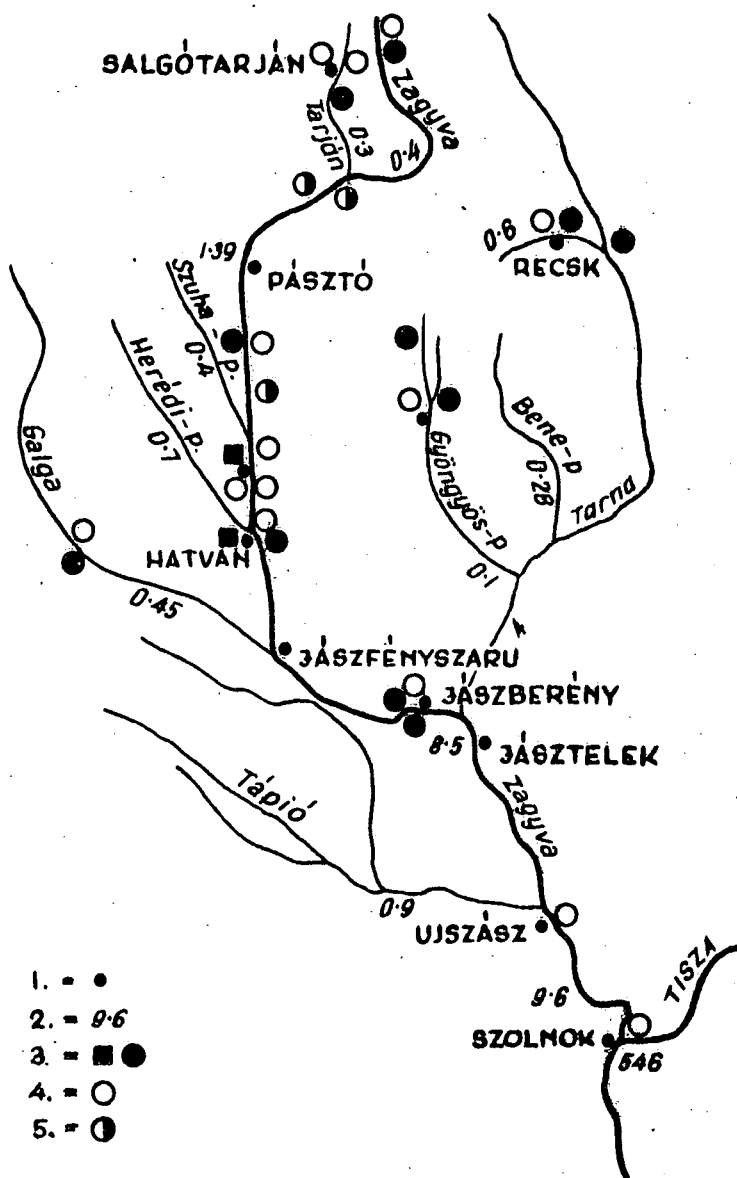 SALGÓTARJÁN
Zagyva
Tarján
0·3
0·4
1·39
PÁSZTÓ
0·6
RECSK
Szuha-p.
0·4
Herédi-p.
0·7
Galga
Gyöngyös-p
0·1
Bene-p
0·28
Tarna
4
HATVAN
0·45
JÁSZFÉNYSZARU
JÁSZBERÉNY
8·5
JÁSZTELEK
Zagyva
Tápió
0·9
UJSZÁSZ
9·6
TISZA
SZOLNOK
546
1. = 
2. = 9·6
3. = 
4. = 
5. =